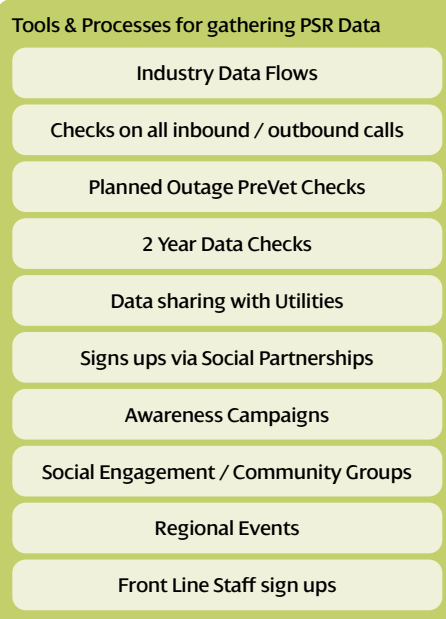 Tools & Processes for gathering PSR Data
Industry Data Flows
Checks on all inbound / outbound calls
Planned Outage PreVet Checks
2 Year Data Checks
Data sharing with Utilities
Signs ups via Social Partnerships
Awareness Campaigns
Social Engagement / Community Groups
Regional Events
Front Line Staff sign ups